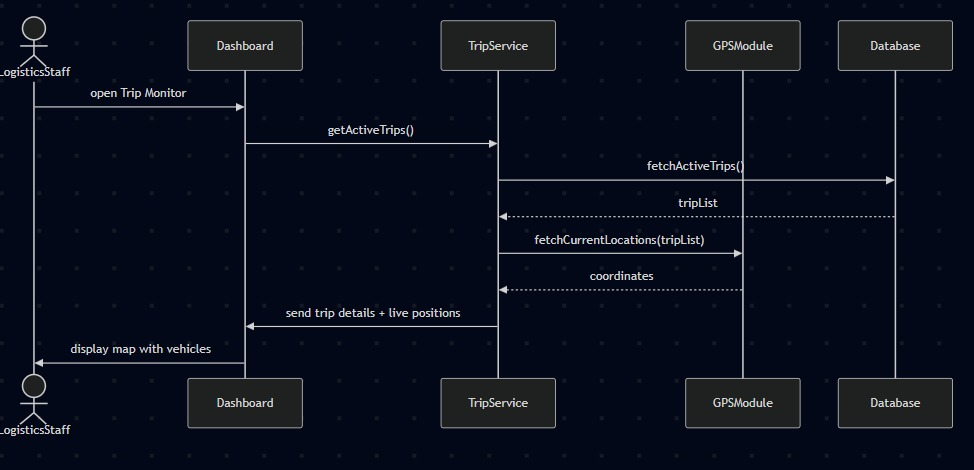 Dashboard
TripService
GPSModule
Database
LogisticsStaff
open Trip Monitor
getActiveTrips()
fetchActiveTrips()
tripList
fetchCurrentLocations(tripList)
coordinates
send trip details + live positions
display map with vehicles
Dashboard
TripService
GPSModule
Database
LogisticsStaff